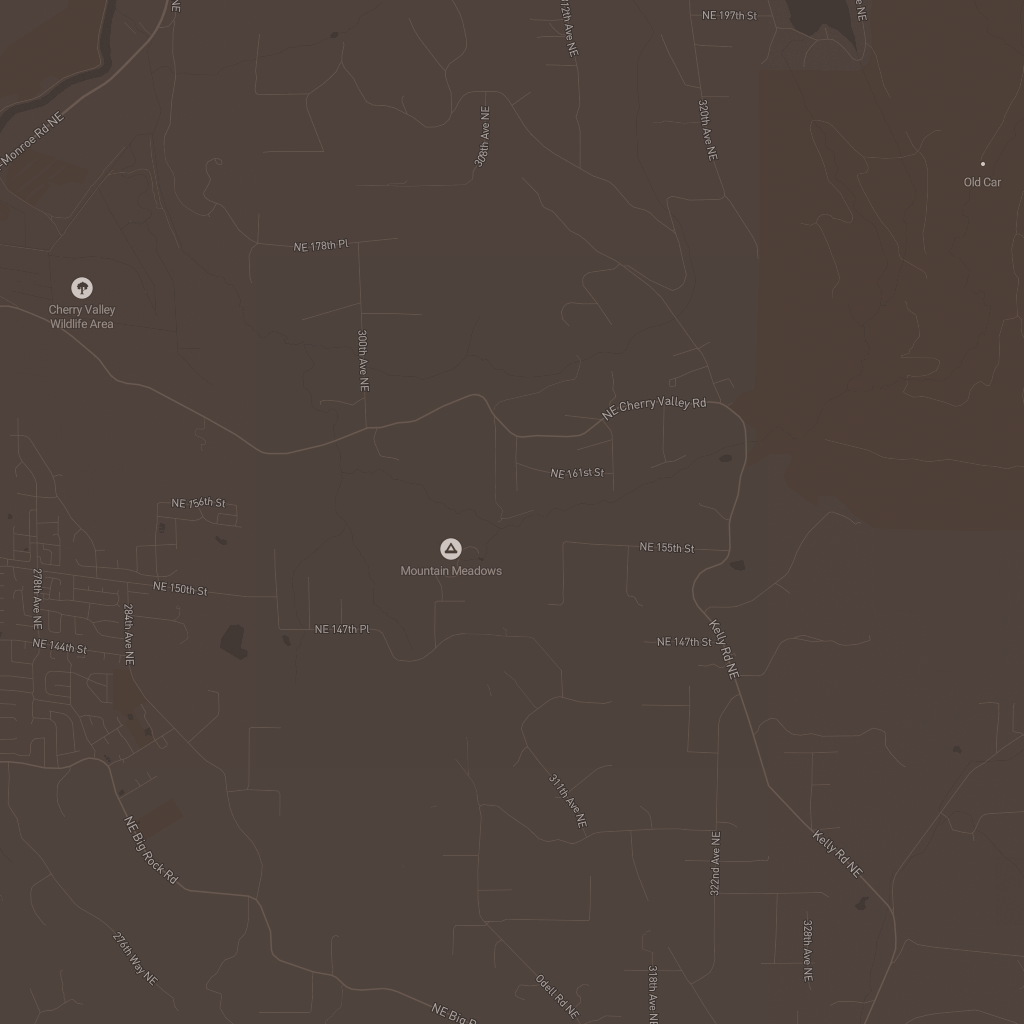 NE
312th Ave NE
NE 197th St
e NE
-Monroe Rd NE
308th Ave NE
320th Ave NE
Old Car
NE 178th Pl
Cherry Valley
Wildlife Area
300th Ave NE
NE Cherry Valley Rd
NE 161st St
NE 156th St
NE 155th St
Mountain Meadows
278th Ave NE
NE 150th St
284th Ave NE
NE 147th Pl
NE 144th St
NE 147th St
Kelly Rd NE
311th Ave NE
NE Big Rock Rd
322nd Ave NE
Kelly Rd NE
276th Way NE
328th Ave NE
Odell Rd NE
318th Ave NE
NE Big